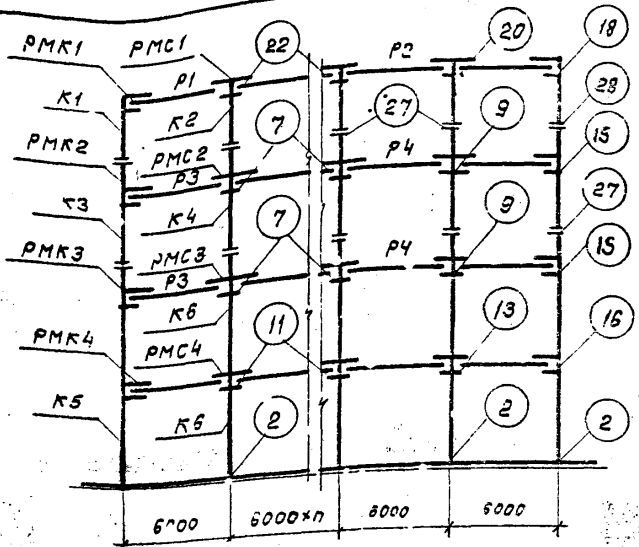 РМК1 РМС1 22 Р2 20 18
Р1
К1 К2 27 28
7 9
РМК2 РМС2 Р4 15
Р3
К3 К4 27
7 9
РМК3 РМС3 Р4 15
Р3
К6
11 13 16
РМК4 РМС4
К5 К6 2 2 2
6000 6000×п 6000 6000